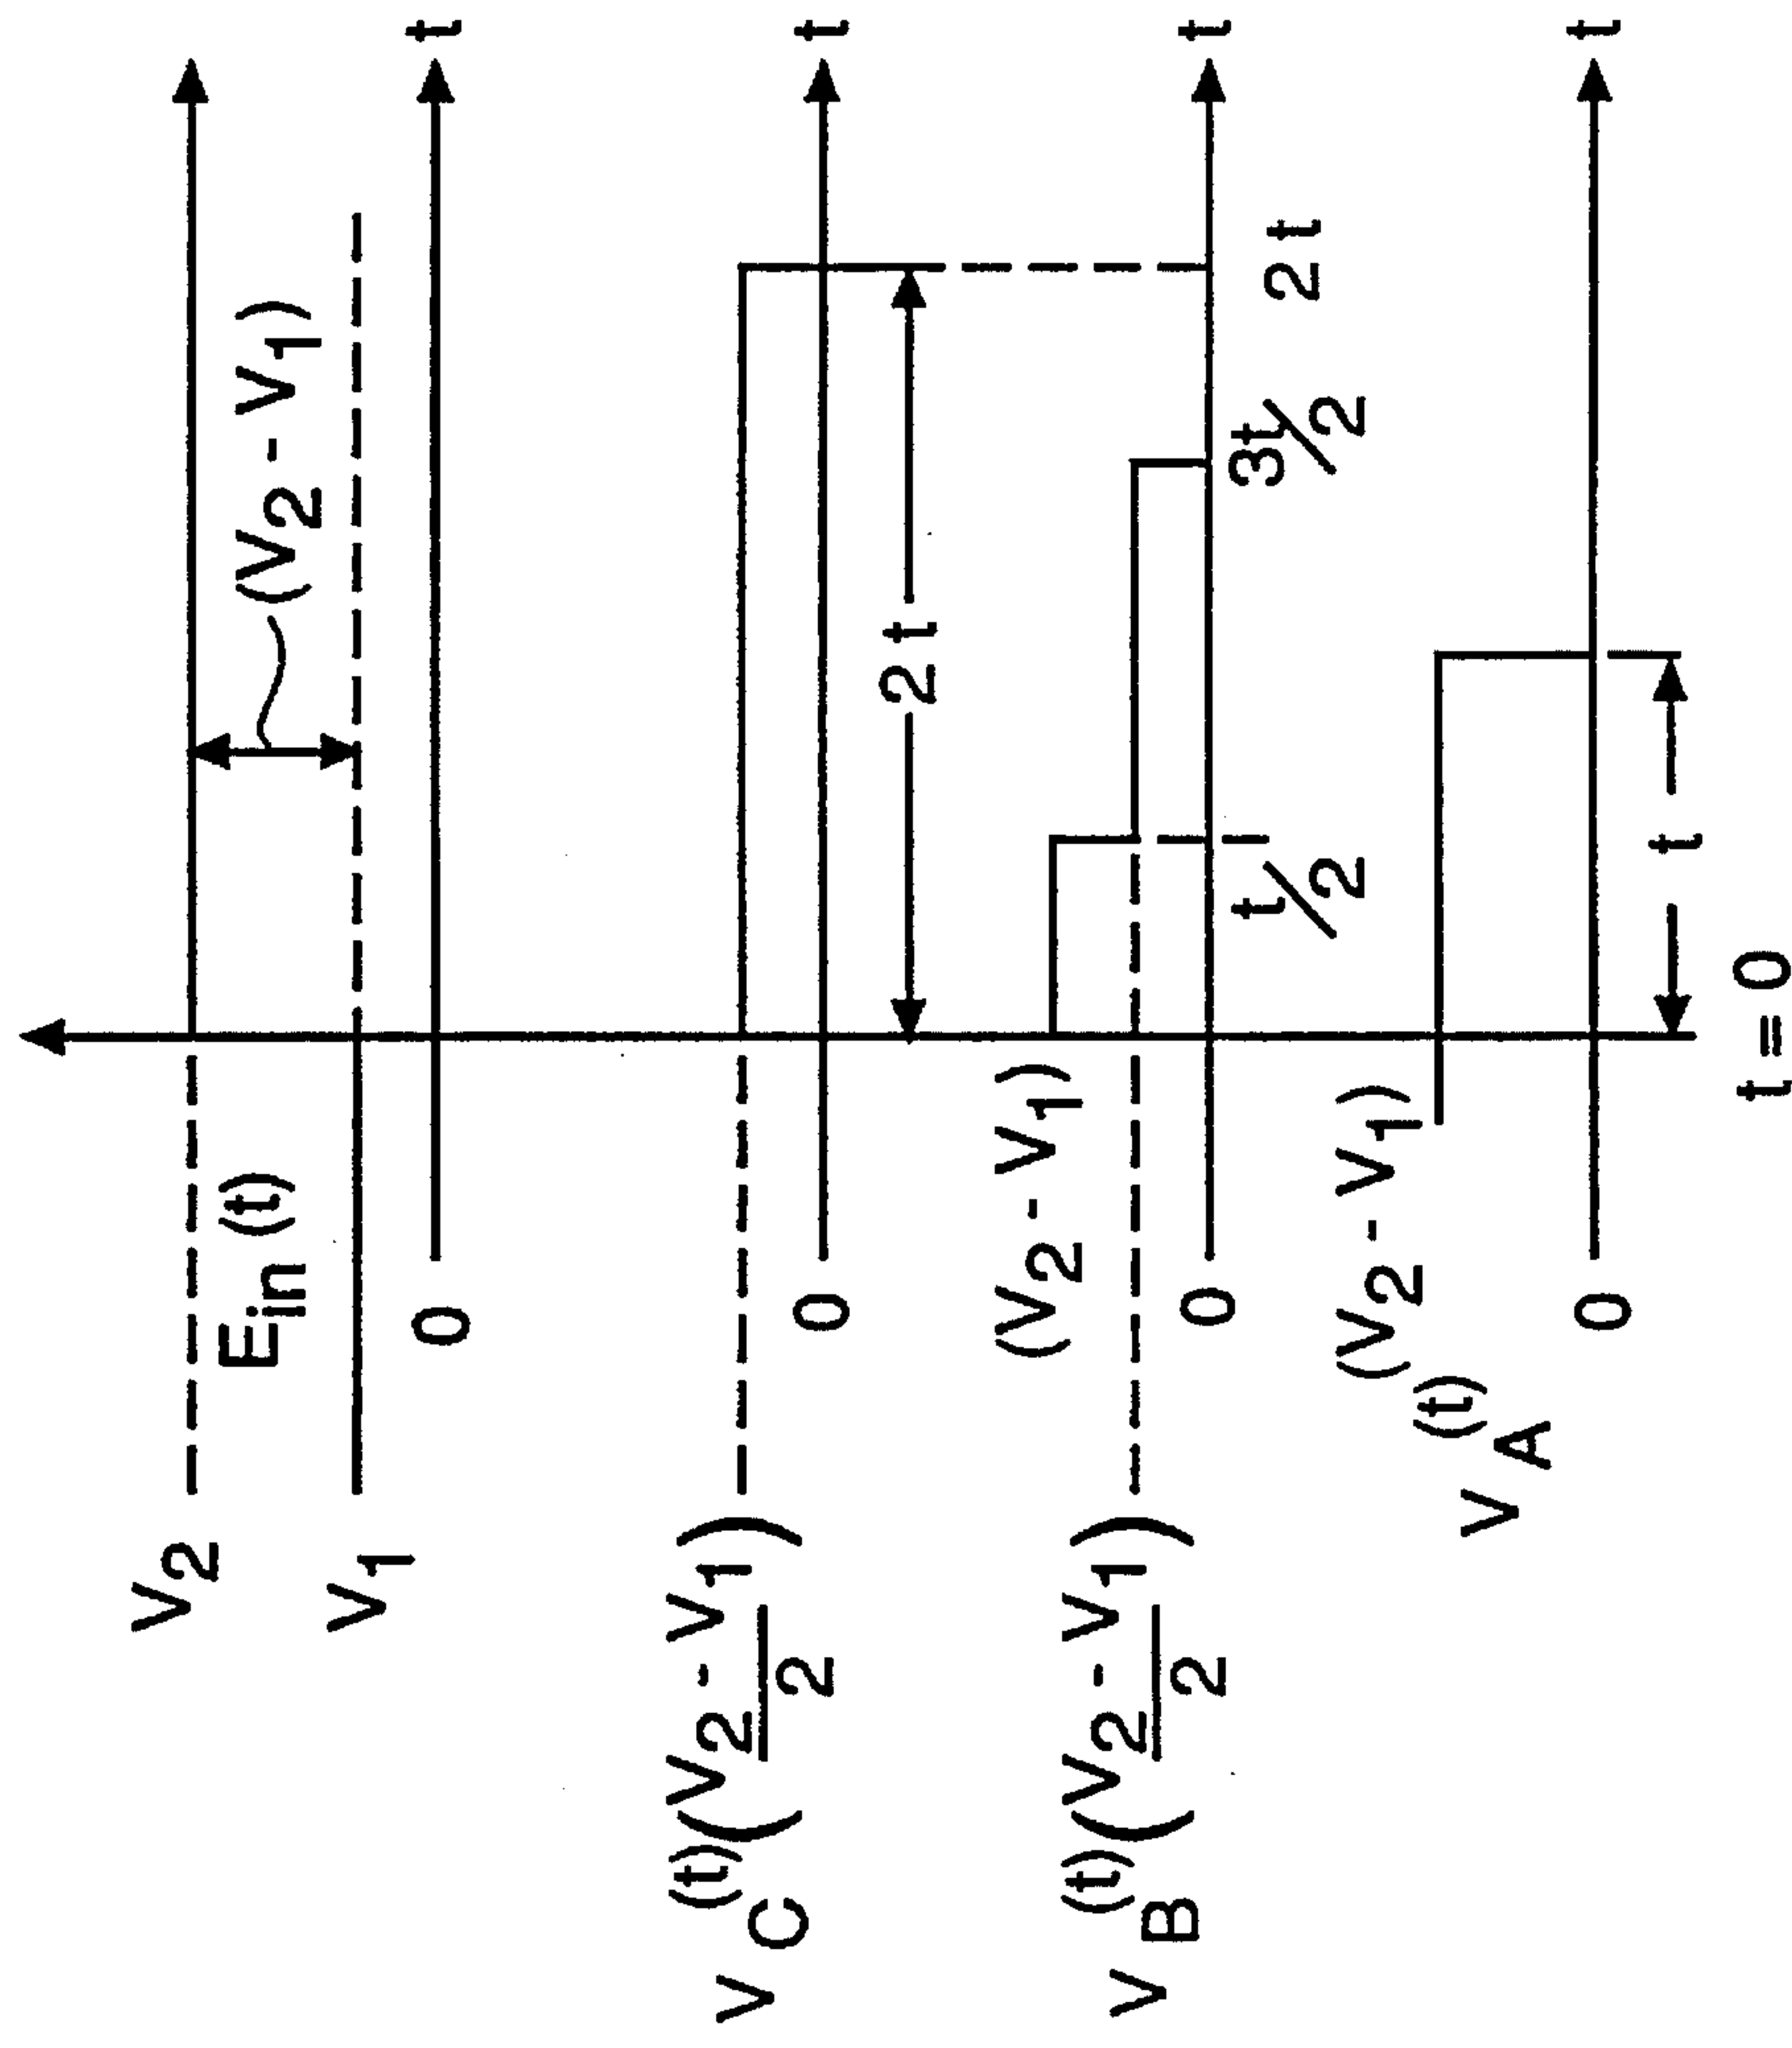 V2
Ein (t)
(V2 - V1)
V1
0
t
vC (t) (V2 - V1 / 2)
0
t
2t
(V2 - V1)
vB (t) (V2 - V1 / 2)
0
t/2
3t/2
2t
t
(V2 - V1)
vA (t)
0
t
t
t = 0